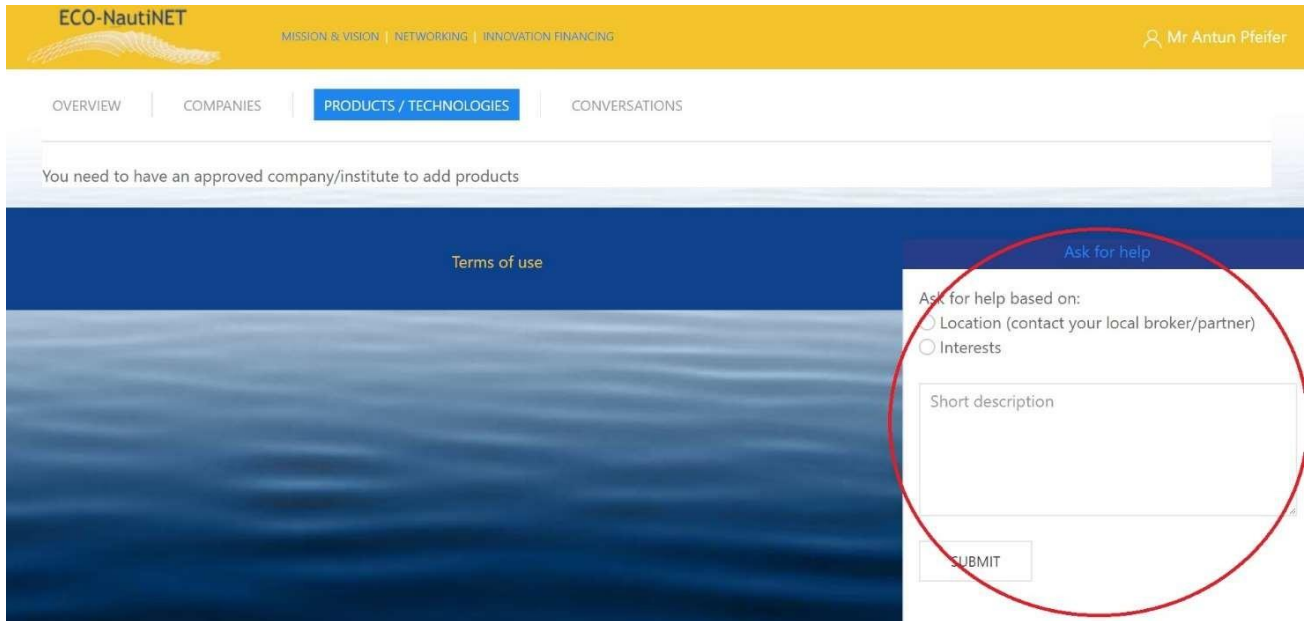 ECO-NautiNET
MISSION & VISION | NETWORKING | INNOVATION FINANCING
Mr Antun Pfeifer
OVERVIEW
COMPANIES
PRODUCTS / TECHNOLOGIES
CONVERSATIONS
You need to have an approved company/institute to add products
Terms of use
Ask for help
Ask for help based on:
Location (contact your local broker/partner)
Interests
Short description
SUBMIT